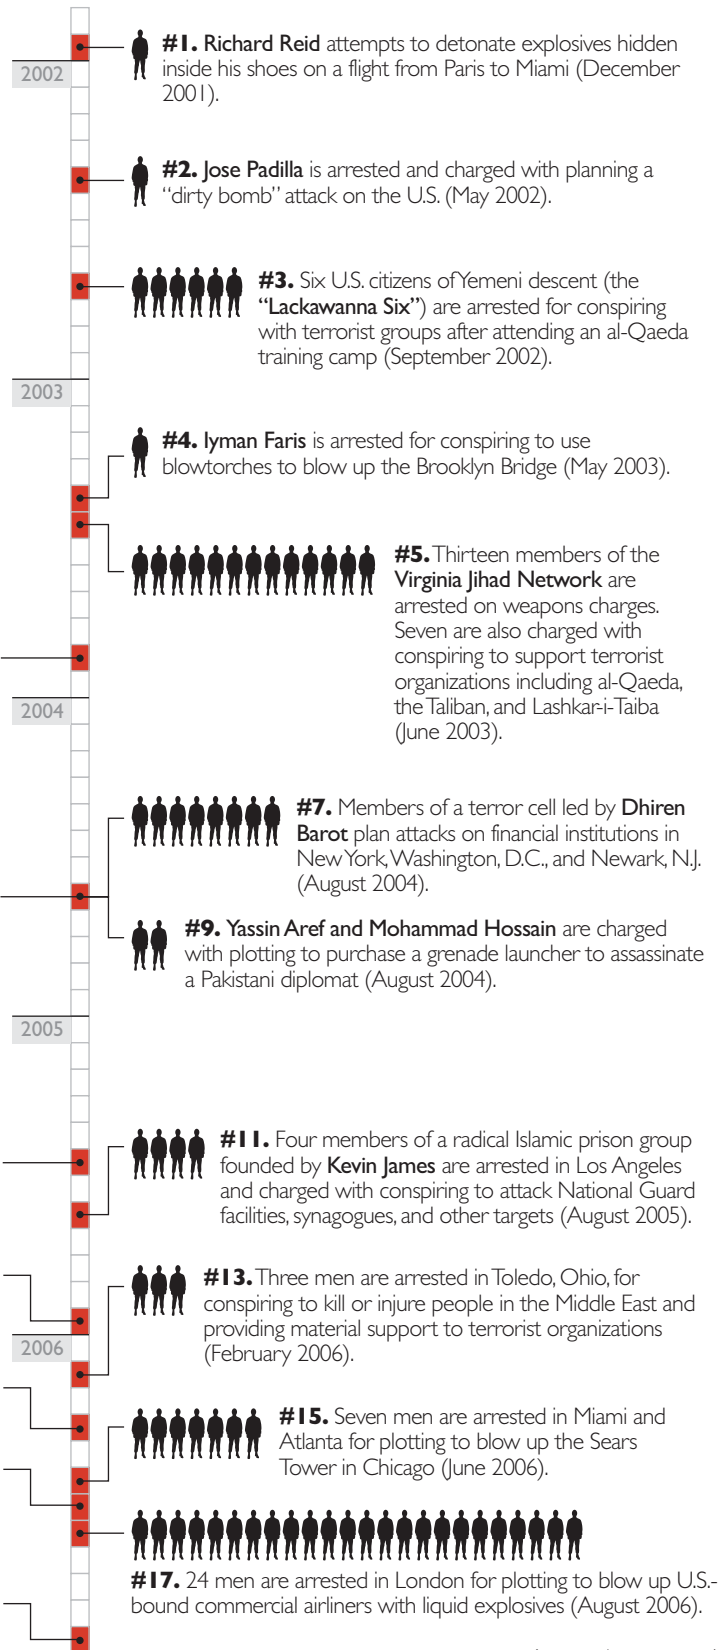 #1. Richard Reid attempts to detonate explosives hidden
inside his shoes on a flight from Paris to Miami (December
2001).
2002
#2. Jose Padilla is arrested and charged with planning a
“dirty bomb” attack on the U.S. (May 2002).
#3. Six U.S. citizens of Yemeni descent (the
“Lackawanna Six”) are arrested for conspiring
with terrorist groups after attending an al-Qaeda
training camp (September 2002).
2003
#4. Iyman Faris is arrested for conspiring to use
blowtorches to blow up the Brooklyn Bridge (May 2003).
#5. Thirteen members of the
Virginia Jihad Network are
arrested on weapons charges.
Seven are also charged with
conspiring to support terrorist
organizations including al-Qaeda,
the Taliban, and Lashkar-i-Taiba
(June 2003).
2004
#7. Members of a terror cell led by Dhiren
Barot plan attacks on financial institutions in
New York, Washington, D.C., and Newark, N.J.
(August 2004).
#9. Yassin Aref and Mohammad Hossain are charged
with plotting to purchase a grenade launcher to assassinate
a Pakistani diplomat (August 2004).
2005
#11. Four members of a radical Islamic prison group
founded by Kevin James are arrested in Los Angeles
and charged with conspiring to attack National Guard
facilities, synagogues, and other targets (August 2005).
#13. Three men are arrested in Toledo, Ohio, for
conspiring to kill or injure people in the Middle East and
providing material support to terrorist organizations
(February 2006).
2006
#15. Seven men are arrested in Miami and
Atlanta for plotting to blow up the Sears
Tower in Chicago (June 2006).
#17. 24 men are arrested in London for plotting to blow up U.S.-
bound commercial airliners with liquid explosives (August 2006).